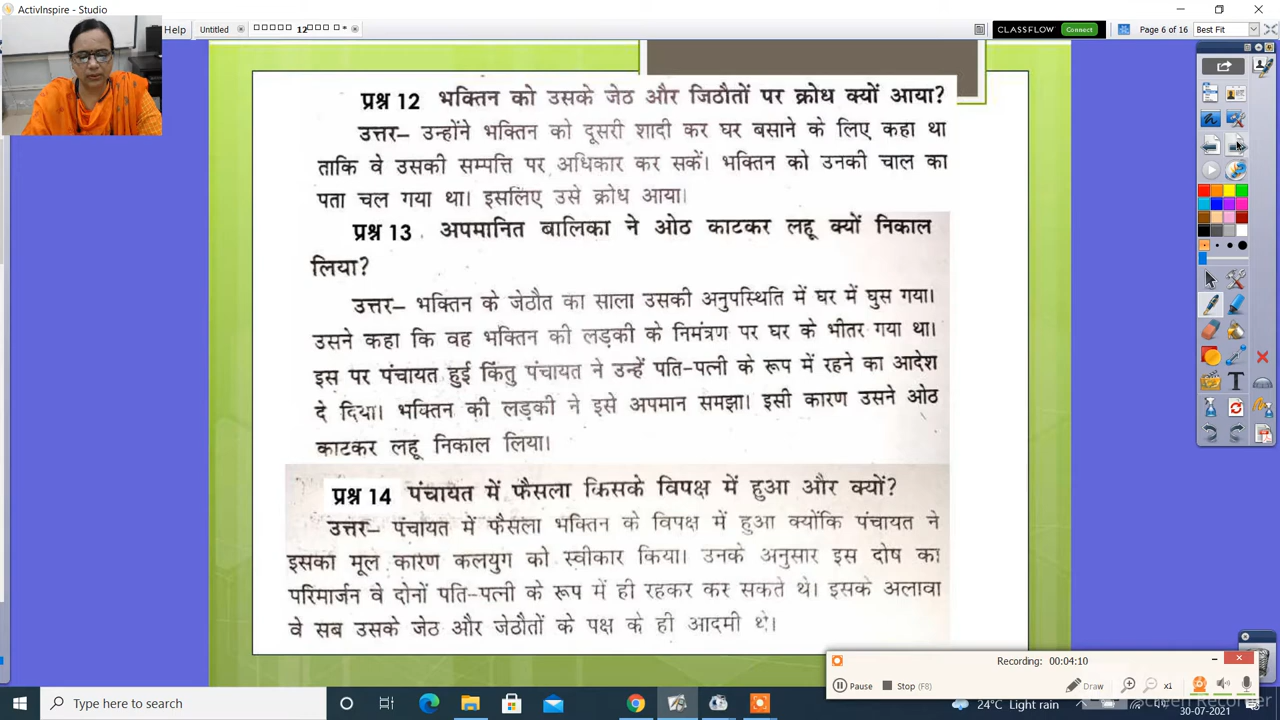 ActivInspire - Studio
Help
Untitled
12
CLASSFLOW
Connect
Page 6 of 16
Best Fit
प्रश्न 12 भक्तिन को उसके जेठ और जिठौतों पर क्रोध क्यों आया?
उत्तर– उन्होंने भक्तिन को दूसरी शादी कर घर बसाने के लिए कहा था
ताकि वे उसकी सम्पत्ति पर अधिकार कर सकें। भक्तिन को उनकी चाल का
पता चल गया था। इसलिए उसे क्रोध आया।
प्रश्न 13 अपमानित बालिका ने ओठ काटकर लहू क्यों निकाल
लिया?
उत्तर– भक्तिन के जेठौत का साला उसकी अनुपस्थिति में घर में घुस गया।
उसने कहा कि वह भक्तिन की लड़की के निमंत्रण पर घर के भीतर गया था।
इस पर पंचायत हुई किंतु पंचायत ने उन्हें पति-पत्नी के रूप में रहने का आदेश
दे दिया। भक्तिन की लड़की ने इसे अपमान समझा। इसी कारण उसने ओठ
काटकर लहू निकाल लिया।
प्रश्न 14 पंचायत में फैसला किसके विपक्ष में हुआ और क्यों?
उत्तर– पंचायत में फैसला भक्तिन के विपक्ष में हुआ क्योंकि पंचायत ने
इसका मूल कारण कलयुग को स्वीकार किया। उनके अनुसार इस दोष का
परिमार्जन वे दोनों पति-पत्नी के रूप में ही रहकर कर सकते थे। इसके अलावा
वे सब उसके जेठ और जेठौतों के पक्ष के ही आदमी थे।
Recording: 00:04:10
Pause
Stop (F8)
Draw
x1
Screen Recorder
Type here to search
24°C Light rain
30-07-2021